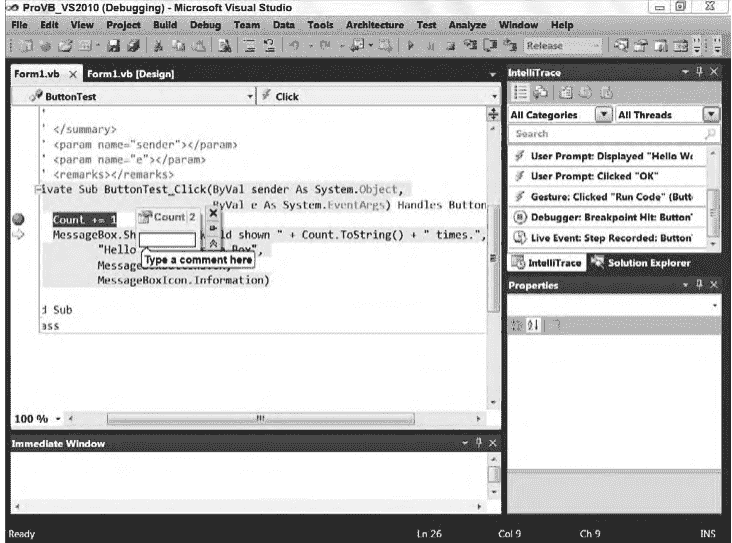 ProVB_VS2010 (Debugging) - Microsoft Visual Studio
File Edit View Project Build Debug Team Data Tools Architecture Test Analyze Window Help
Release
Form1.vb Form1.vb [Design]
ButtonTest Click
'
' </summary>
' <param name="sender"></param>
' <param name="e"></param>
' <remarks></remarks>
ivate Sub ButtonTest_Click(ByVal sender As System.Object,
ByVal e As System.EventArgs) Handles Button
Count += 1
Count 2
MessageBox.Sh ld shown " + Count.ToString() + " times.",
"Hello Box",
Type a comment here
MessageBoxIcon.Information)
d Sub
ass
100 %
Immediate Window
IntelliTrace
All Categories All Threads
Search
User Prompt: Displayed "Hello Wo
User Prompt: Clicked "OK"
Gesture: Clicked "Run Code" (Butt
Debugger: Breakpoint Hit: Button'
Live Event: Step Recorded: Button
IntelliTrace Solution Explorer
Properties
Ready Ln 26 Col 9 Ch 9 INS